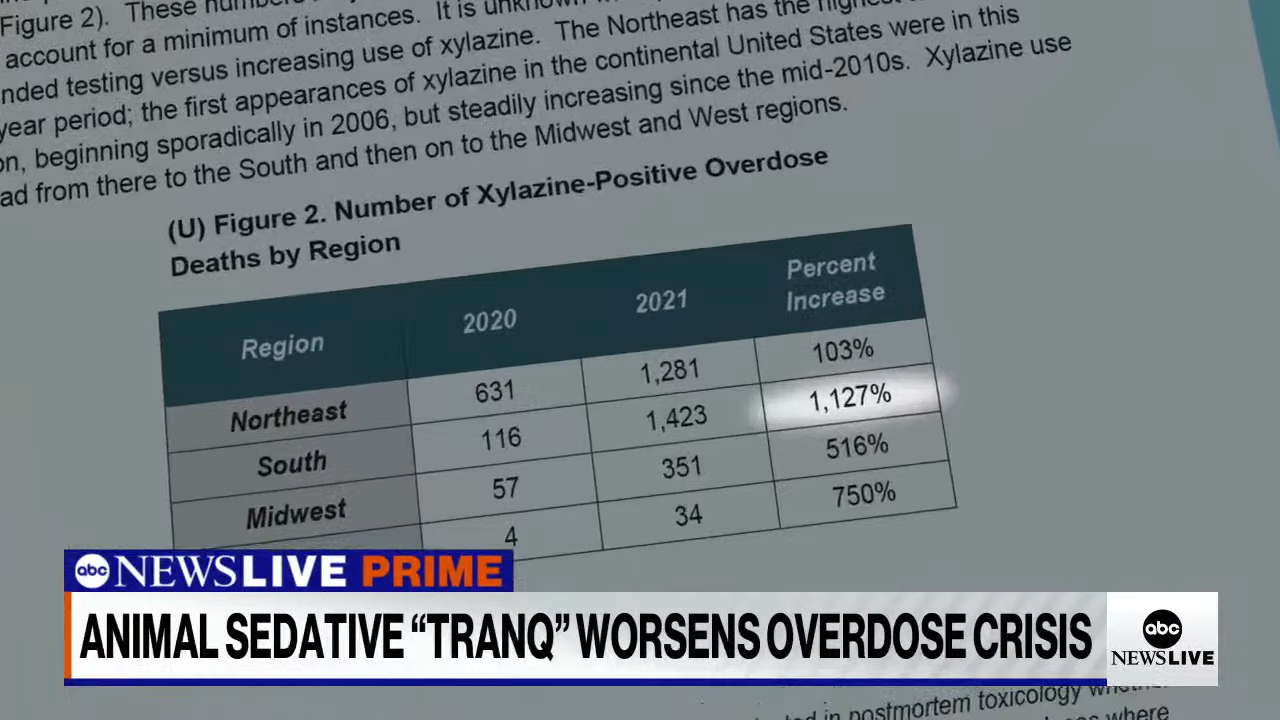 Figure 2). These
account for a minimum of instances. It is unknown
nded testing versus increasing use of xylazine. The Northeast has the highest
year period; the first appearances of xylazine in the continental United States were in this
on, beginning sporadically in 2006, but steadily increasing since the mid-2010s. Xylazine use
ad from there to the South and then on to the Midwest and West regions.
(U) Figure 2. Number of Xylazine-Positive Overdose
Deaths by Region
Region 2020 2021 Percent Increase
Northeast 631 1,281 103%
South 116 1,423 1,127%
Midwest 57 351 516%
4 34 750%
abc NEWS LIVE PRIME
ANIMAL SEDATIVE “TRANQ” WORSENS OVERDOSE CRISIS
abc
NEWS LIVE
in postmortem toxicology
where